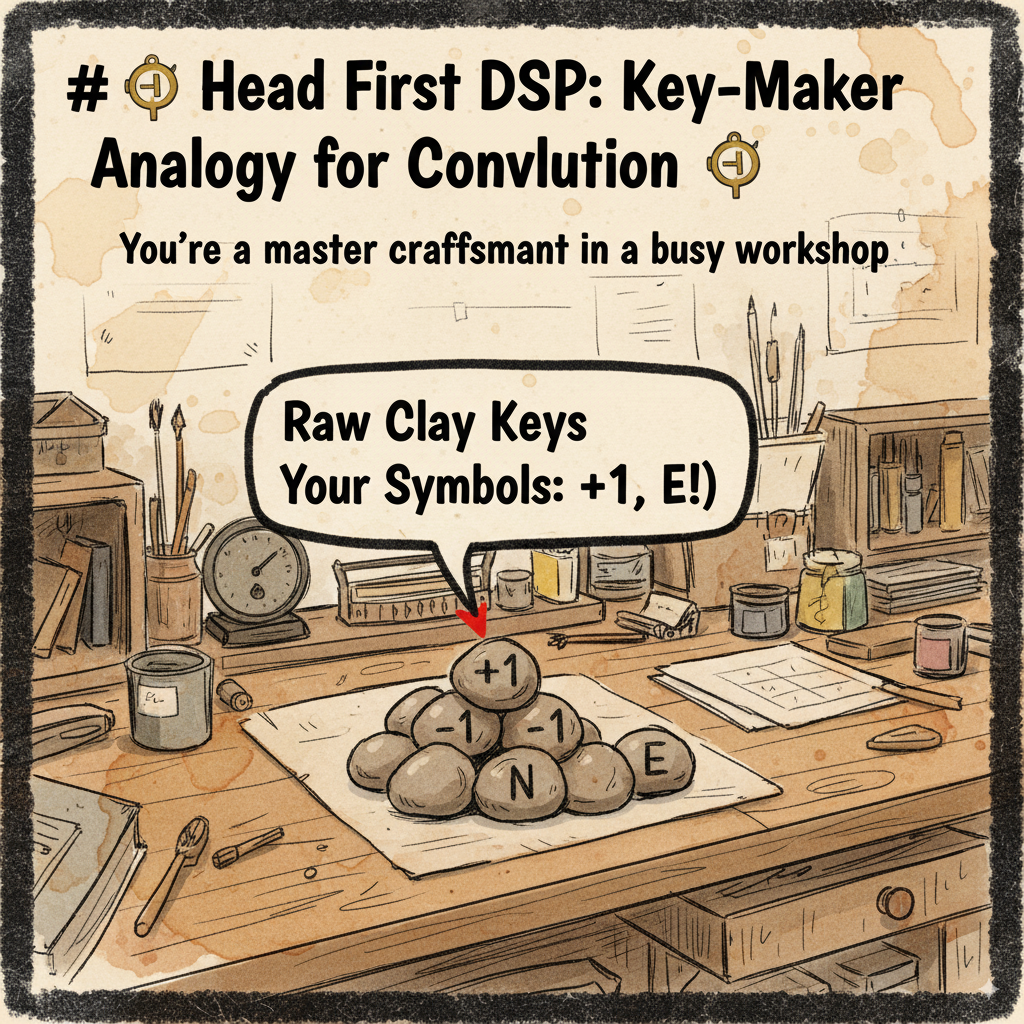 # Head First DSP: Key-Maker
Analogy for Convlution
You're a master craffsmant in a busy workshop
Raw Clay Keys
Your Symbols: +1, E!)
+1
-1 -1
N E